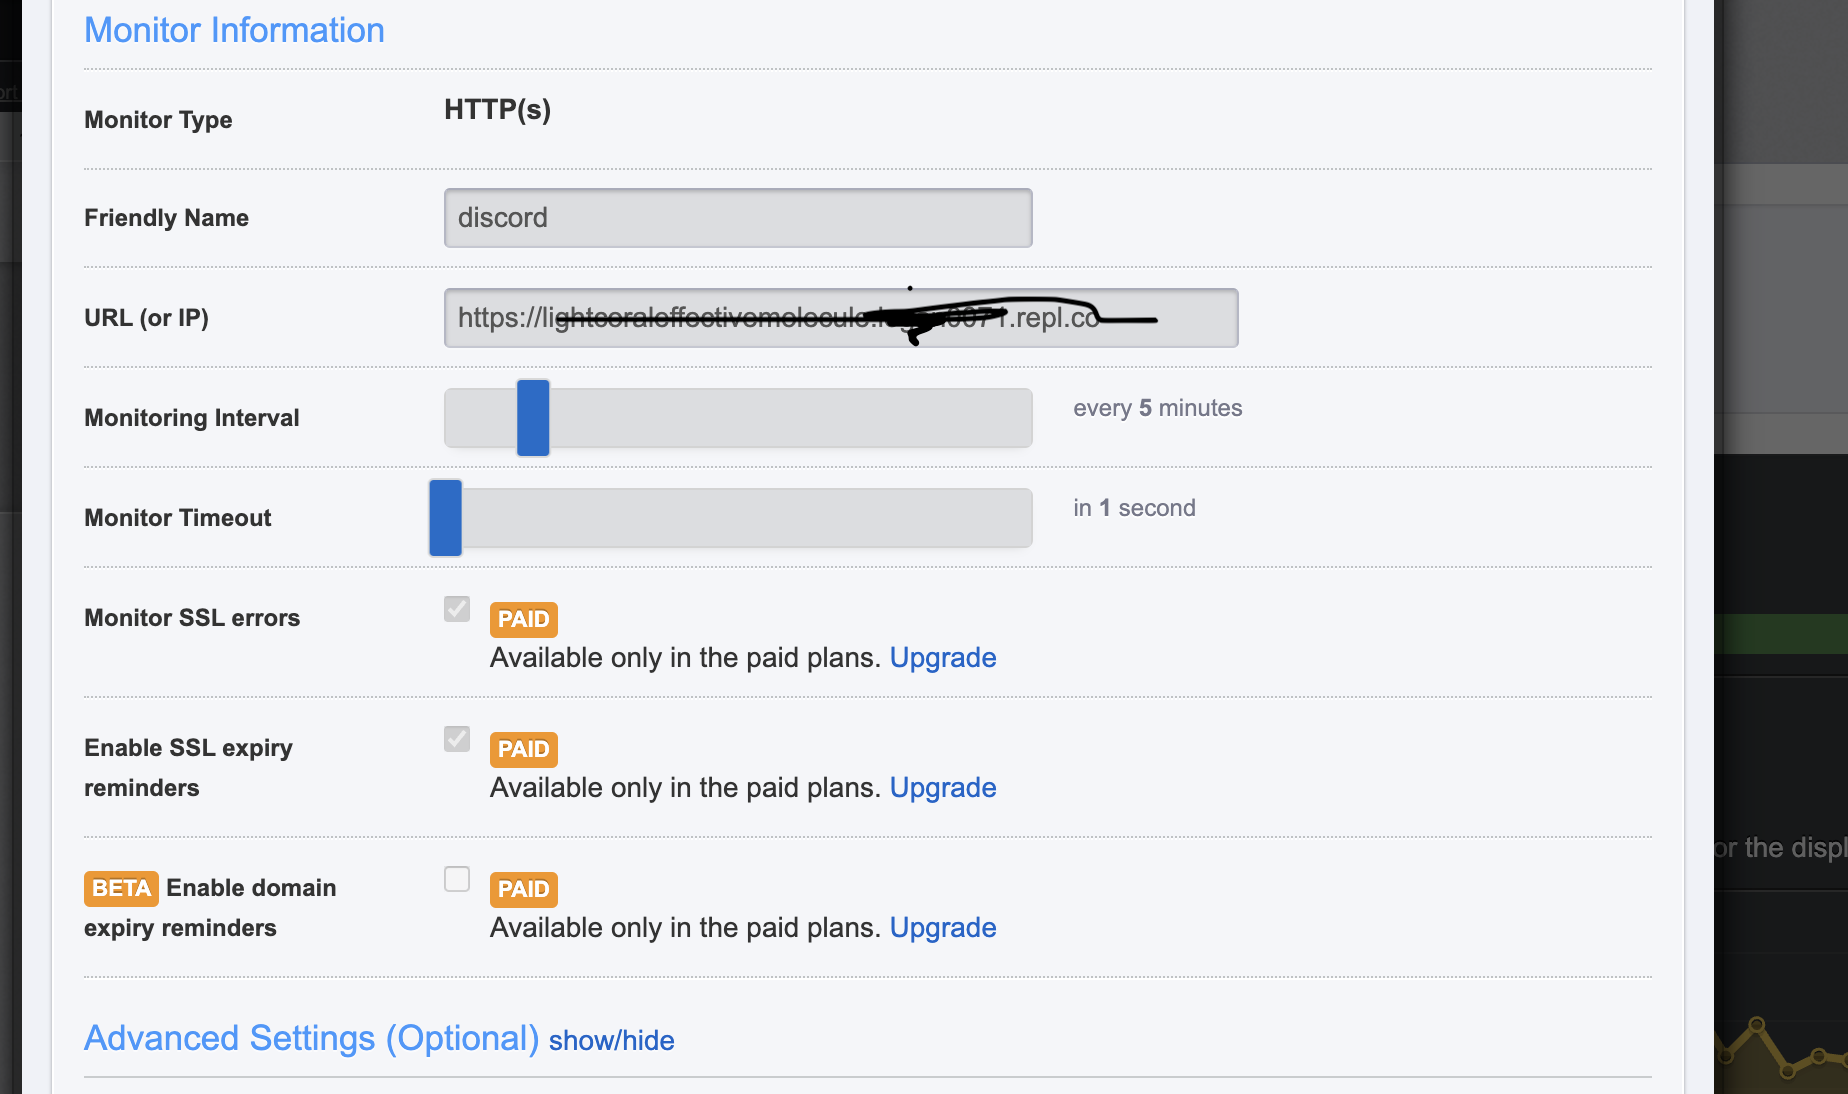 Monitor Information
Monitor Type HTTP(s)
Friendly Name discord
URL (or IP) https:// .repl.co
Monitoring Interval every 5 minutes
Monitor Timeout in 1 second
Monitor SSL errors PAID
Available only in the paid plans. Upgrade
Enable SSL expiry reminders PAID
Available only in the paid plans. Upgrade
BETA Enable domain expiry reminders PAID
Available only in the paid plans. Upgrade
or the displ
Advanced Settings (Optional) show/hide